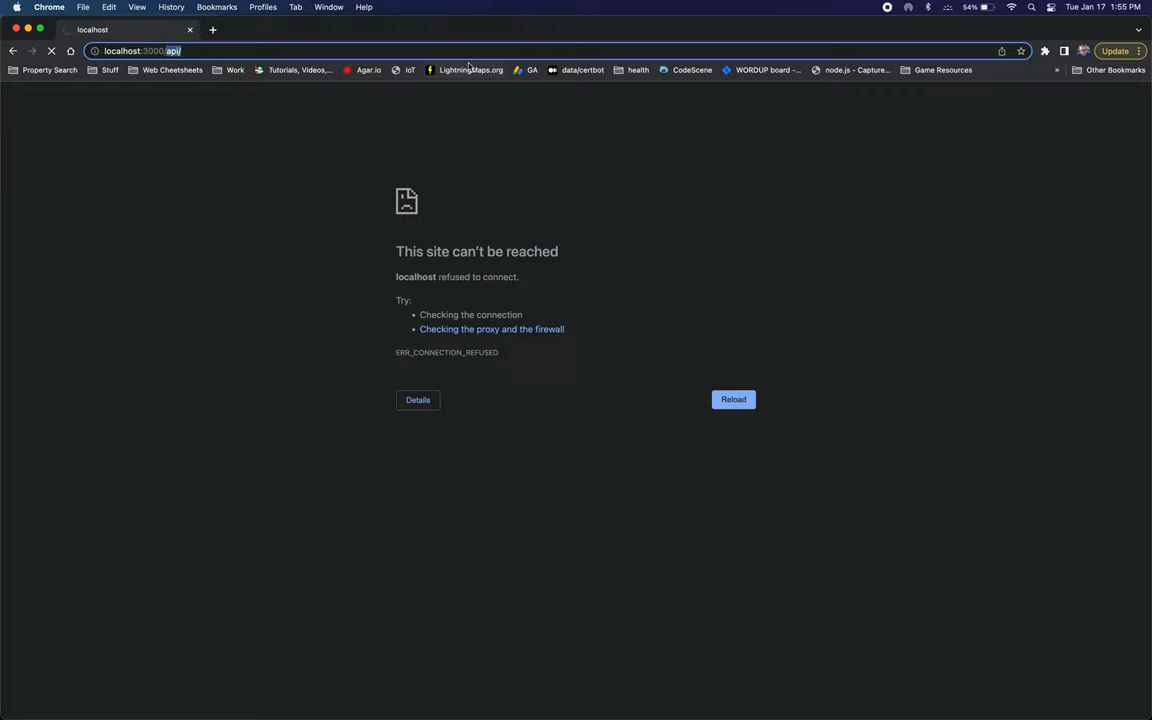 Chrome File Edit View History Bookmarks Profiles Tab Window Help 54% Tue Jan 17 1:55 PM
localhost
localhost:3000/api/ Update
Property Search Stuff Web Cheetsheets Work Tutorials, Videos,... Agar.io IoT LightningMaps.org GA data/certbot health CodeScene WORDUP board -... node.js - Capture... Game Resources » Other Bookmarks
This site can't be reached
localhost refused to connect.
Try:
• Checking the connection
• Checking the proxy and the firewall
ERR_CONNECTION_REFUSED
Details Reload